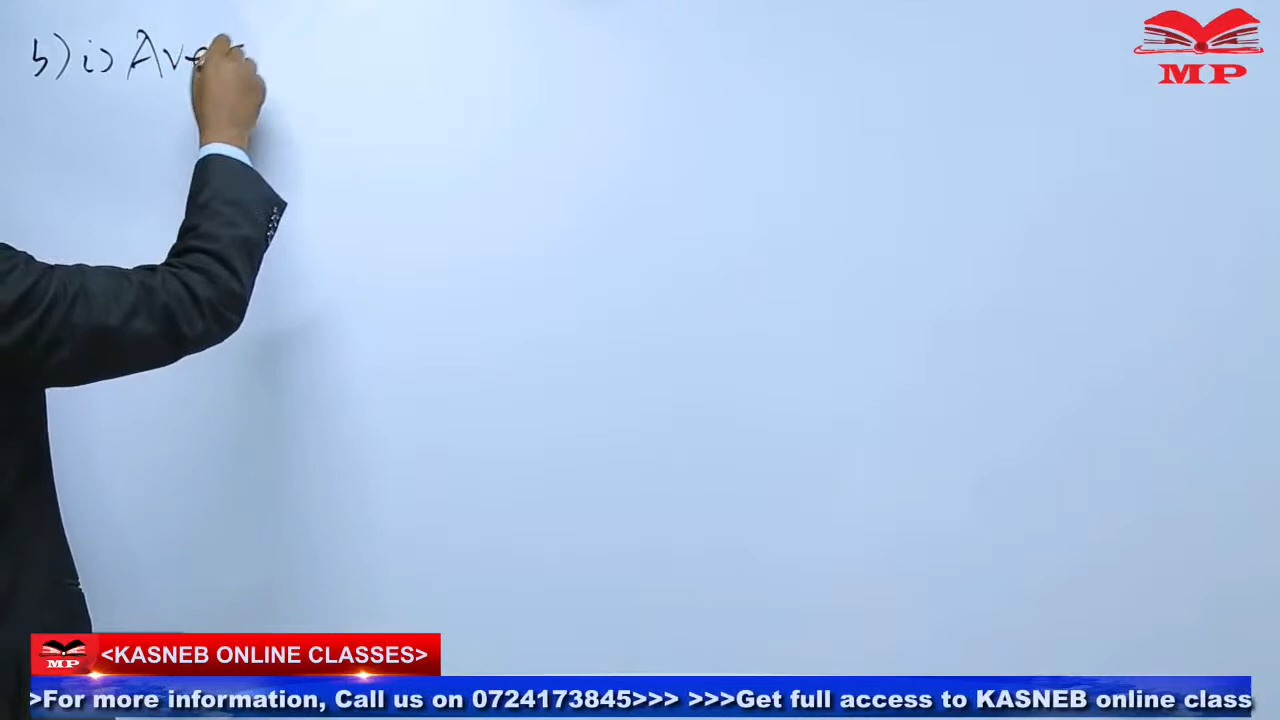 b) i) Ave
MP
MP
<KASNEB ONLINE CLASSES>
>For more information, Call us on 0724173845>>> >>>Get full access to KASNEB online class